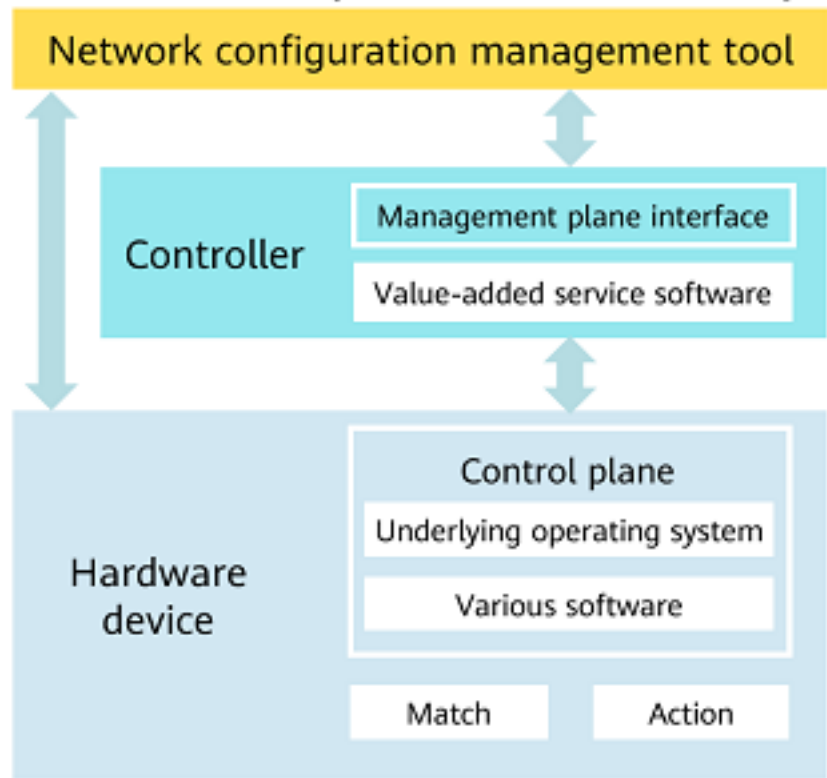 Network configuration management tool
Controller
Management plane interface
Value-added service software
Hardware
device
Control plane
Underlying operating system
Various software
Match
Action